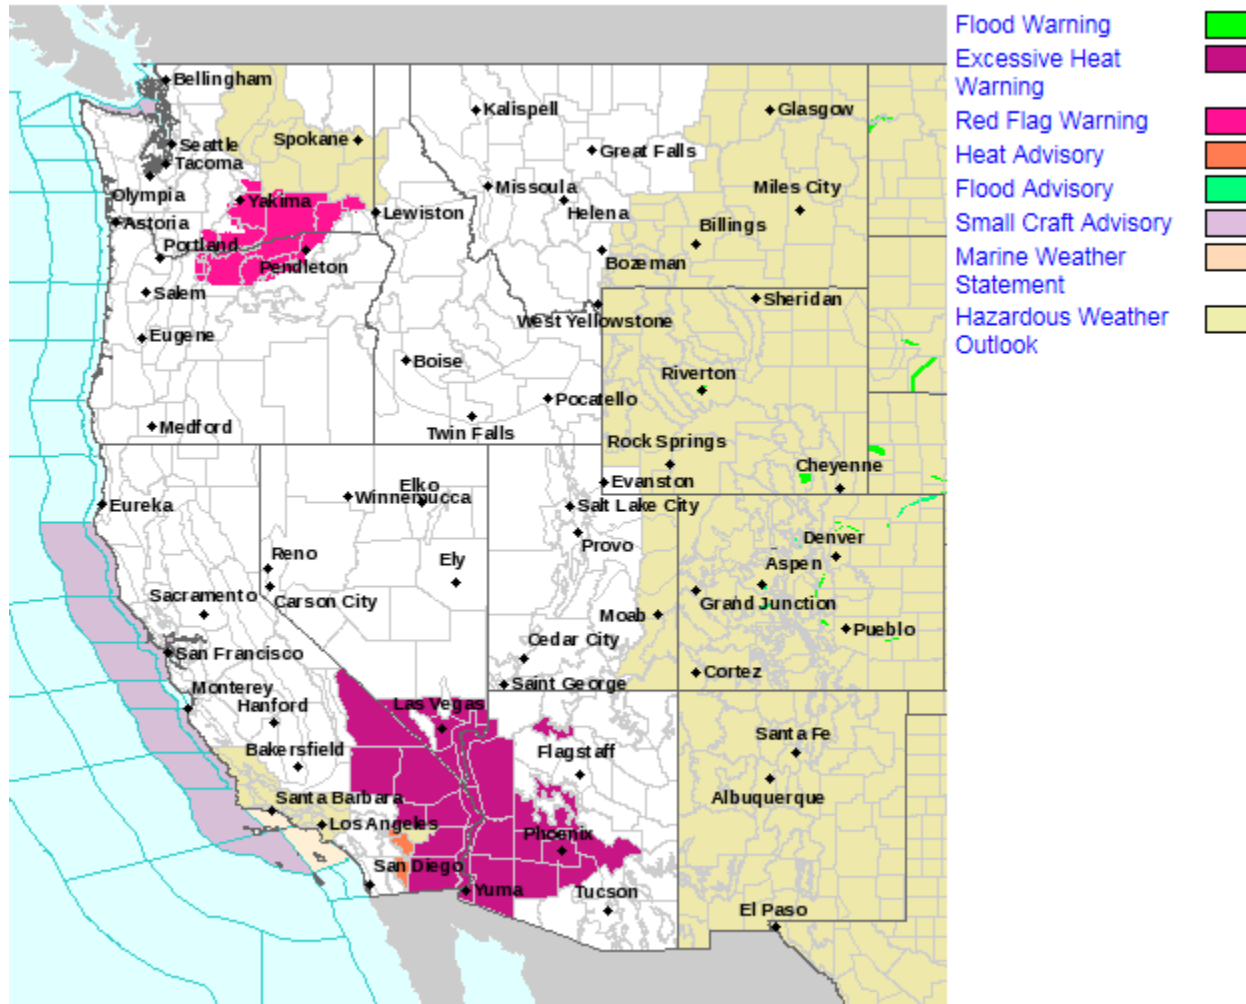 Bellingham
Kalispell
Glasgow
Seattle
Spokane
Great Falls
Tacoma
Missoula
Miles City
Olympia
Yakima
Helena
Lewiston
Astoria
Billings
Portland
Bozeman
Pendleton
Salem
Sheridan
West Yellowstone
Eugene
Boise
Riverton
Pocatello
Medford
Twin Falls
Rock Springs
Cheyenne
Evanston
Elko
Winnemucca
Eureka
Salt Lake City
Provo
Denver
Reno
Ely
Aspen
Sacramento
Carson City
Grand Junction
Moab
Pueblo
Cedar City
San Francisco
Cortez
Saint George
Monterey
Hanford
Las Vegas
Santa Fe
Bakersfield
Flagstaff
Albuquerque
Santa Barbara
Los Angeles
Phoenix
San Diego
Yuma
Tucson
El Paso
Flood Warning
Excessive Heat
Warning
Red Flag Warning
Heat Advisory
Flood Advisory
Small Craft Advisory
Marine Weather
Statement
Hazardous Weather
Outlook